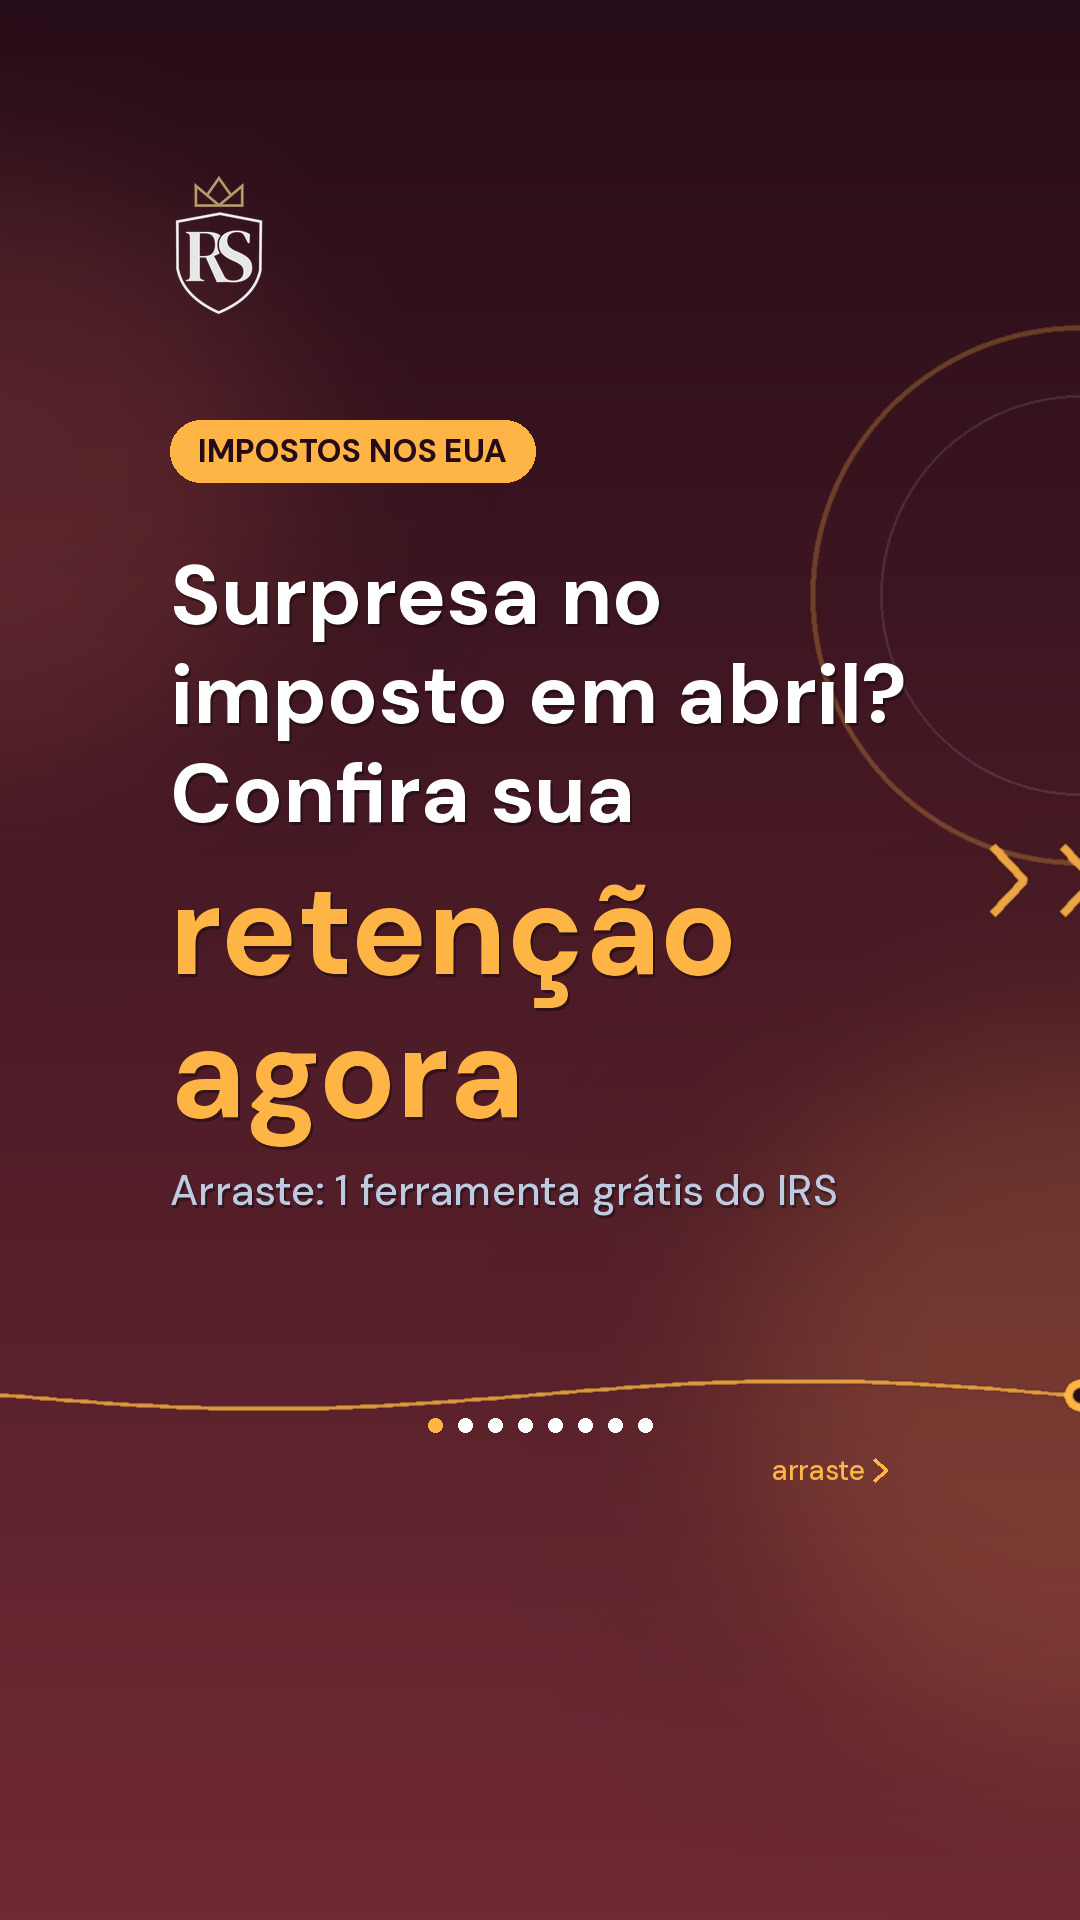 RS
IMPOSTOS NOS EUA
Surpresa no
imposto em abril?
Confira sua
retenção
agora
Arraste: 1 ferramenta grátis do IRS
arraste